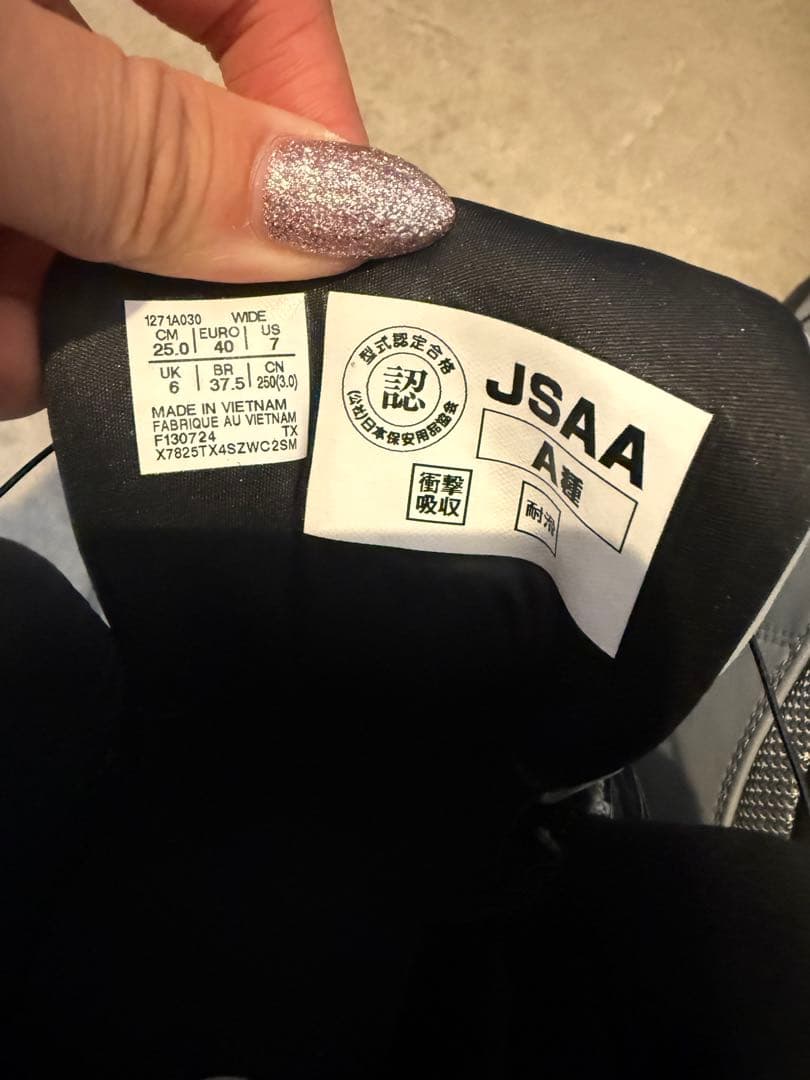 1271A030 WIDE
CM EURO US
25.0 40 7
UK BR CN
6 37.5 250(3.0)
MADE IN VIETNAM
FABRIQUE AU VIETNAM
F130724 TX
X7825TX4SZWC2SM
型式認定合格
認
(公社)日本保安用品協会
JSAA
A種
衝撃
吸収
耐滑